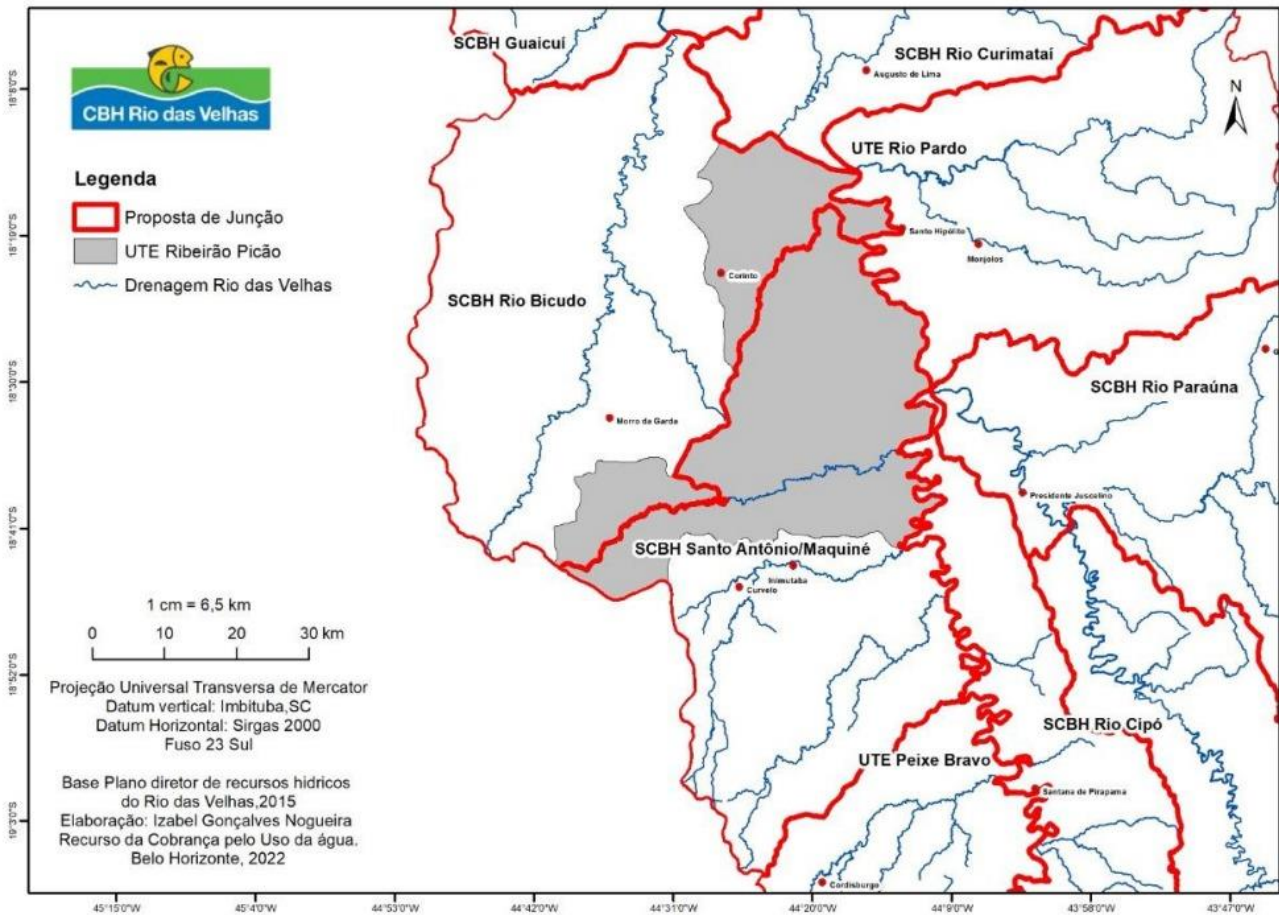 CBH Rio das Velhas
Legenda
Proposta de Junção
UTE Ribeirão Picão
Drenagem Rio das Velhas
1 cm = 6,5 km
0 10 20 30 km
Projeção Universal Transversa de Mercator
Datum vertical: Imbituba,SC
Datum Horizontal: Sirgas 2000
Fuso 23 Sul
Base Plano diretor de recursos hidricos
do Rio das Velhas,2015
Elaboração: Izabel Gonçalves Nogueira
Recurso da Cobrança pelo Uso da água.
Belo Horizonte, 2022
SCBH Guaicuí
SCBH Rio Curimataí
Augusto de Lima
N
UTE Rio Pardo
Santo Hipólito
Monjolos
Corinto
SCBH Rio Bicudo
SCBH Rio Paraúna
Morro da Garça
Presidente Juscelino
SCBH Santo Antônio/Maquiné
Inimutaba
Curvelo
SCBH Rio Cipó
UTE Peixe Bravo
Santana de Pirapama
Cordisburgo
18°8'0"S
18°19'0"S
18°30'0"S
18°41'0"S
18°52'0"S
19°3'0"S
45°15'0"W 45°4'0"W 44°53'0"W 44°42'0"W 44°31'0"W 44°20'0"W 44°9'0"W 43°58'0"W 43°47'0"W